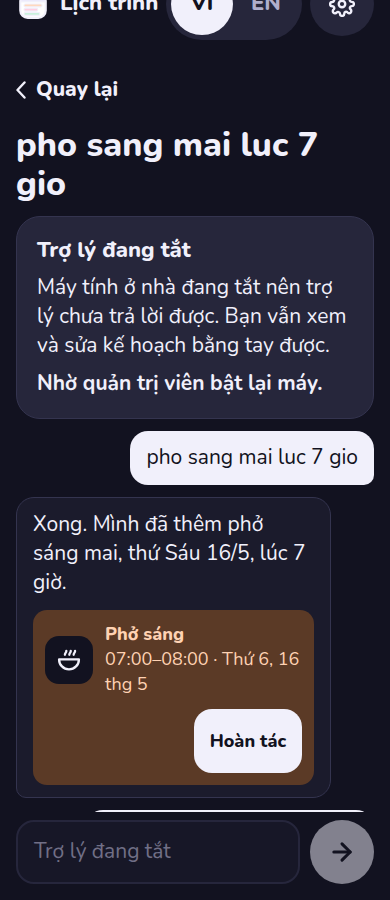 Lịch trình VI EN
Quay lại
pho sang mai luc 7
gio
Trợ lý đang tắt
Máy tính ở nhà đang tắt nên trợ
lý chưa trả lời được. Bạn vẫn xem
và sửa kế hoạch bằng tay được.
Nhờ quản trị viên bật lại máy.
pho sang mai luc 7 gio
Xong. Mình đã thêm phở
sáng mai, thứ Sáu 16/5, lúc 7
giờ.
Phở sáng
07:00–08:00 · Thứ 6, 16
thg 5
Hoàn tác
Trợ lý đang tắt